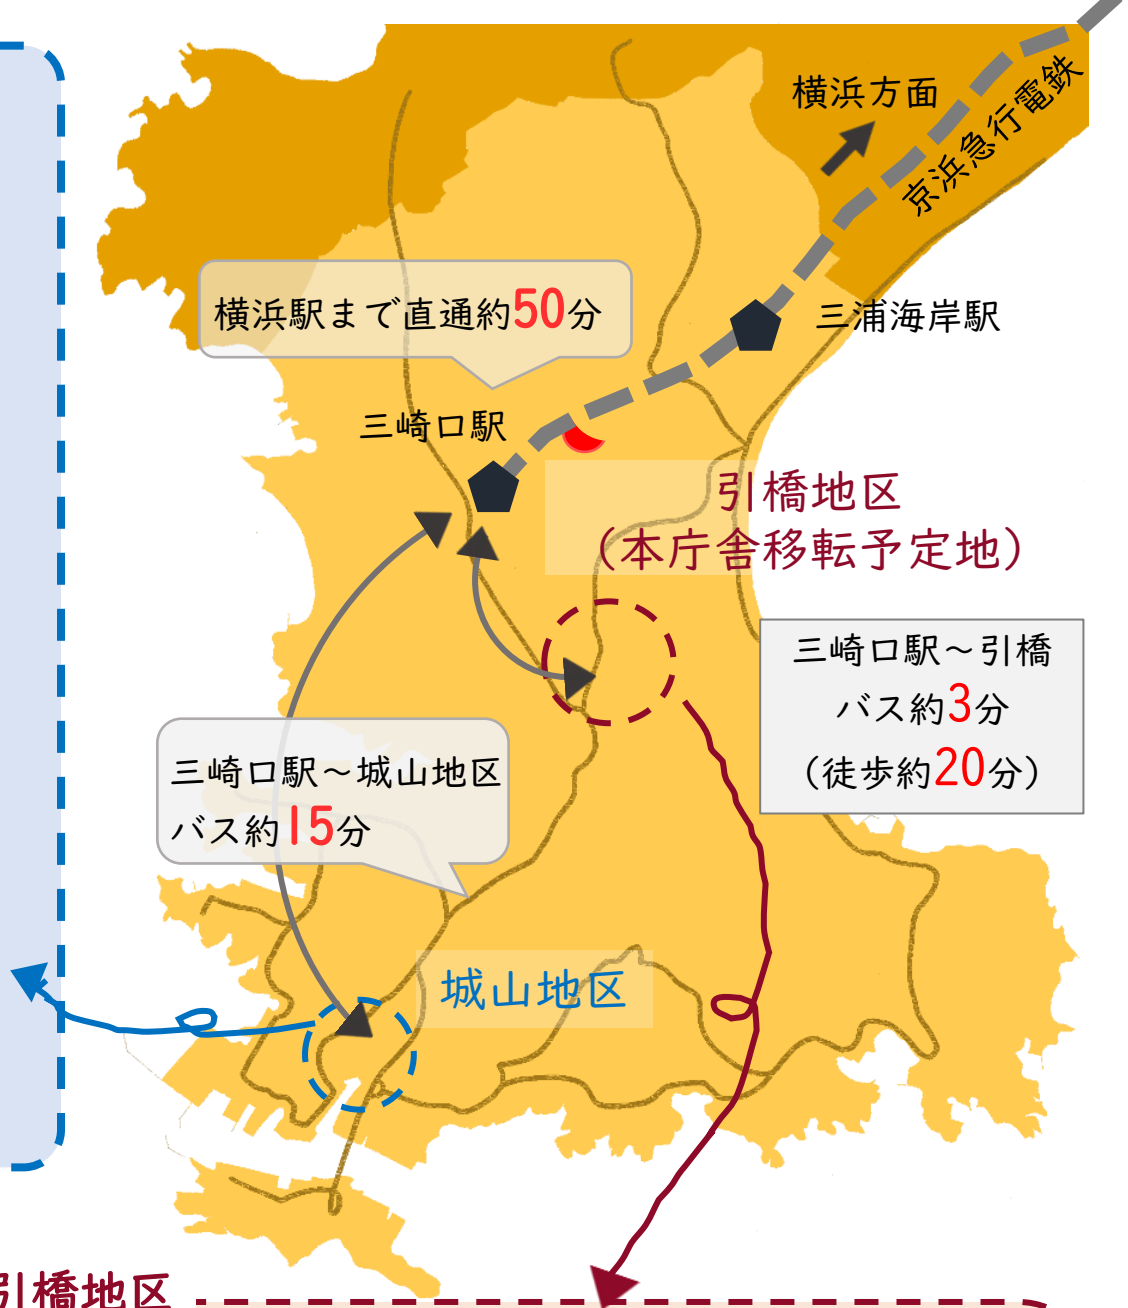 横浜方面
京浜急行電鉄
横浜駅まで直通約50分
三浦海岸駅
三崎口駅
引橋地区
（本庁舎移転予定地）
三崎口駅～引橋
バス約3分
（徒歩約20分）
三崎口駅～城山地区
バス約15分
城山地区
引橋地区